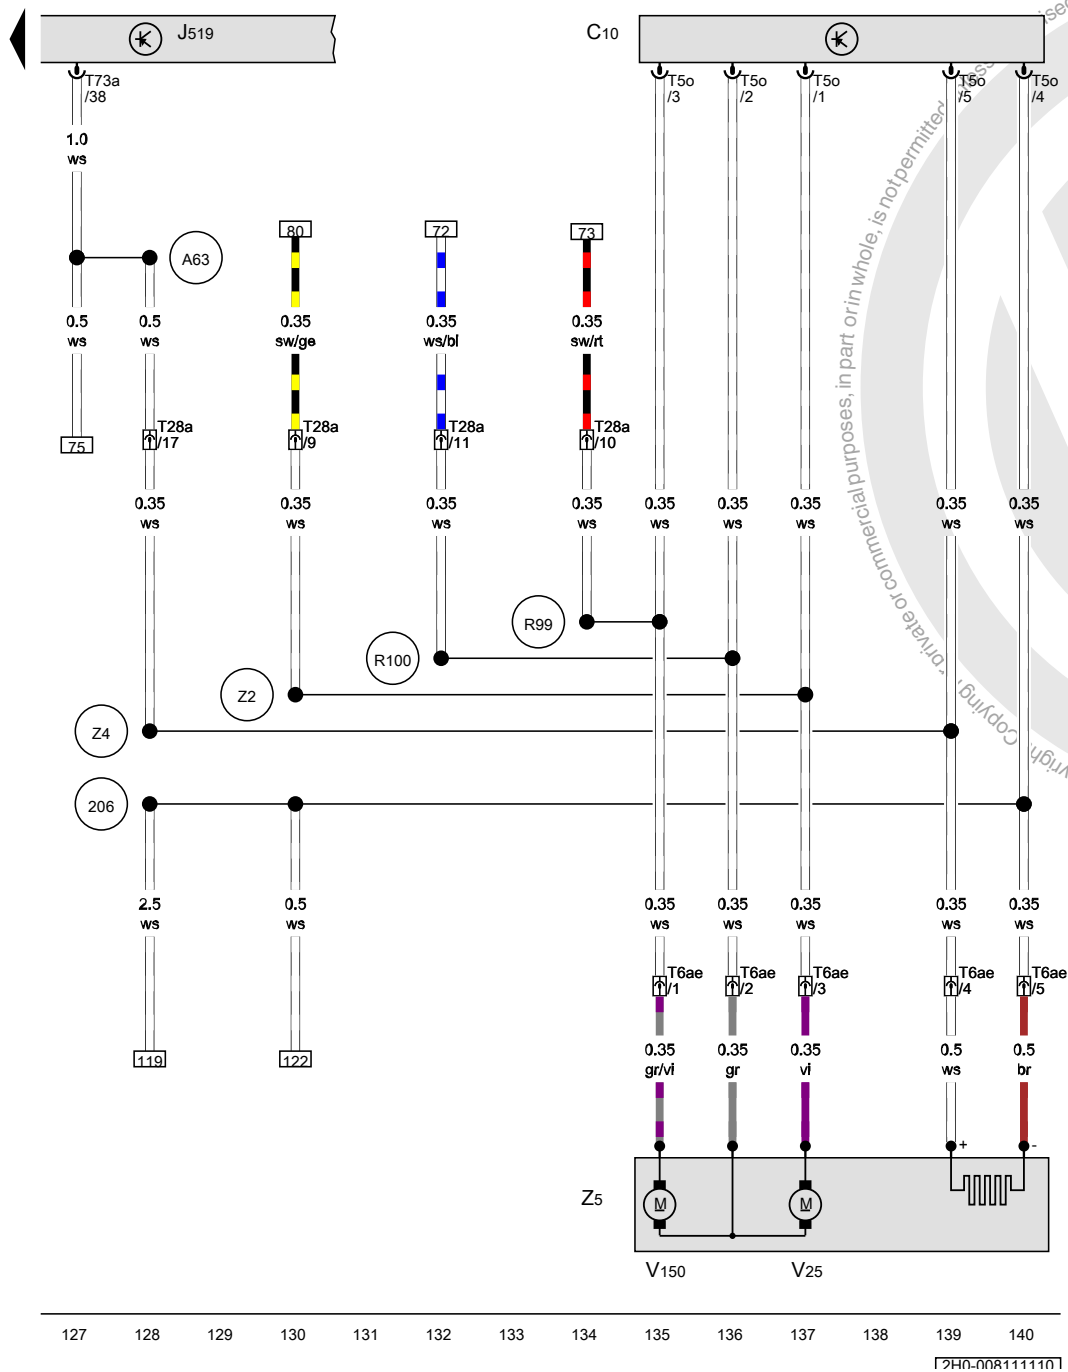 J519
C10
T73a
/38
T5o
/3
T5o
/2
T5o
/1
T5o
/5
T5o
/4
1.0
ws
80
72
73
A63
0.5
ws
0.5
ws
0.35
sw/ge
0.35
ws/bl
0.35
sw/rt
75
T28a
/17
T28a
/9
T28a
/11
T28a
/10
0.35
ws
0.35
ws
0.35
ws
0.35
ws
0.35
ws
0.35
ws
0.35
ws
0.35
ws
0.35
ws
R99
R100
Z2
Z4
206
2.5
ws
0.5
ws
0.35
ws
0.35
ws
0.35
ws
0.35
ws
0.35
ws
T6ae
/1
T6ae
/2
T6ae
/3
T6ae
/4
T6ae
/5
119
122
0.35
gr/vi
0.35
gr
0.35
vi
0.5
ws
0.5
br
+
-
Z5
M
M
V150
V25
127 128 129 130 131 132 133 134 135 136 137 138 139 140
2H0-008111110
private or commercial purposes, in part or in whole, is not permitted
Copying